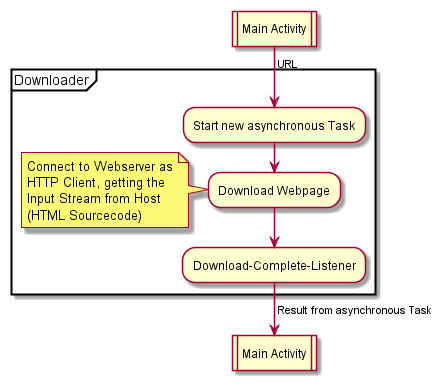 Main Activity
URL
Downloader
Start new asynchronous Task
Connect to Webserver as
HTTP Client, getting the
Input Stream from Host
(HTML Sourcecode)
Download Webpage
Download-Complete-Listener
Result from asynchronous Task
Main Activity